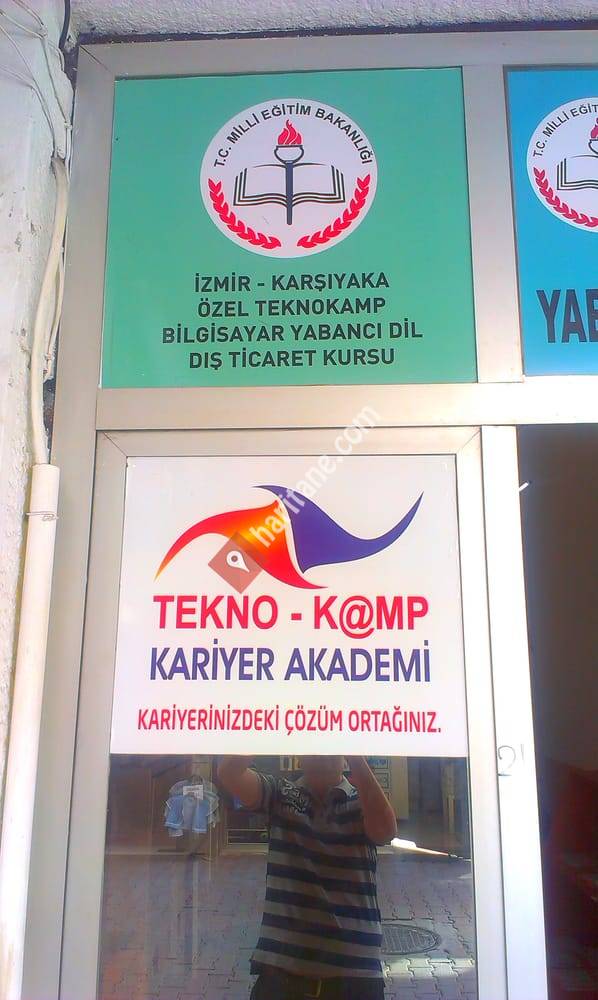 T.C. MİLLİ EĞİTİM BAKANLIĞI
İZMİR - KARŞIYAKA
ÖZEL TEKNOKAMP
BİLGİSAYAR YABANCI DİL
DIŞ TİCARET KURSU
T.C. MİLLİ EĞİTİ
YAB
TEKNO - K@MP
KARİYER AKADEMİ
KARİYERİNİZDEKİ ÇÖZÜM ORTAĞINIZ.
haritane.com